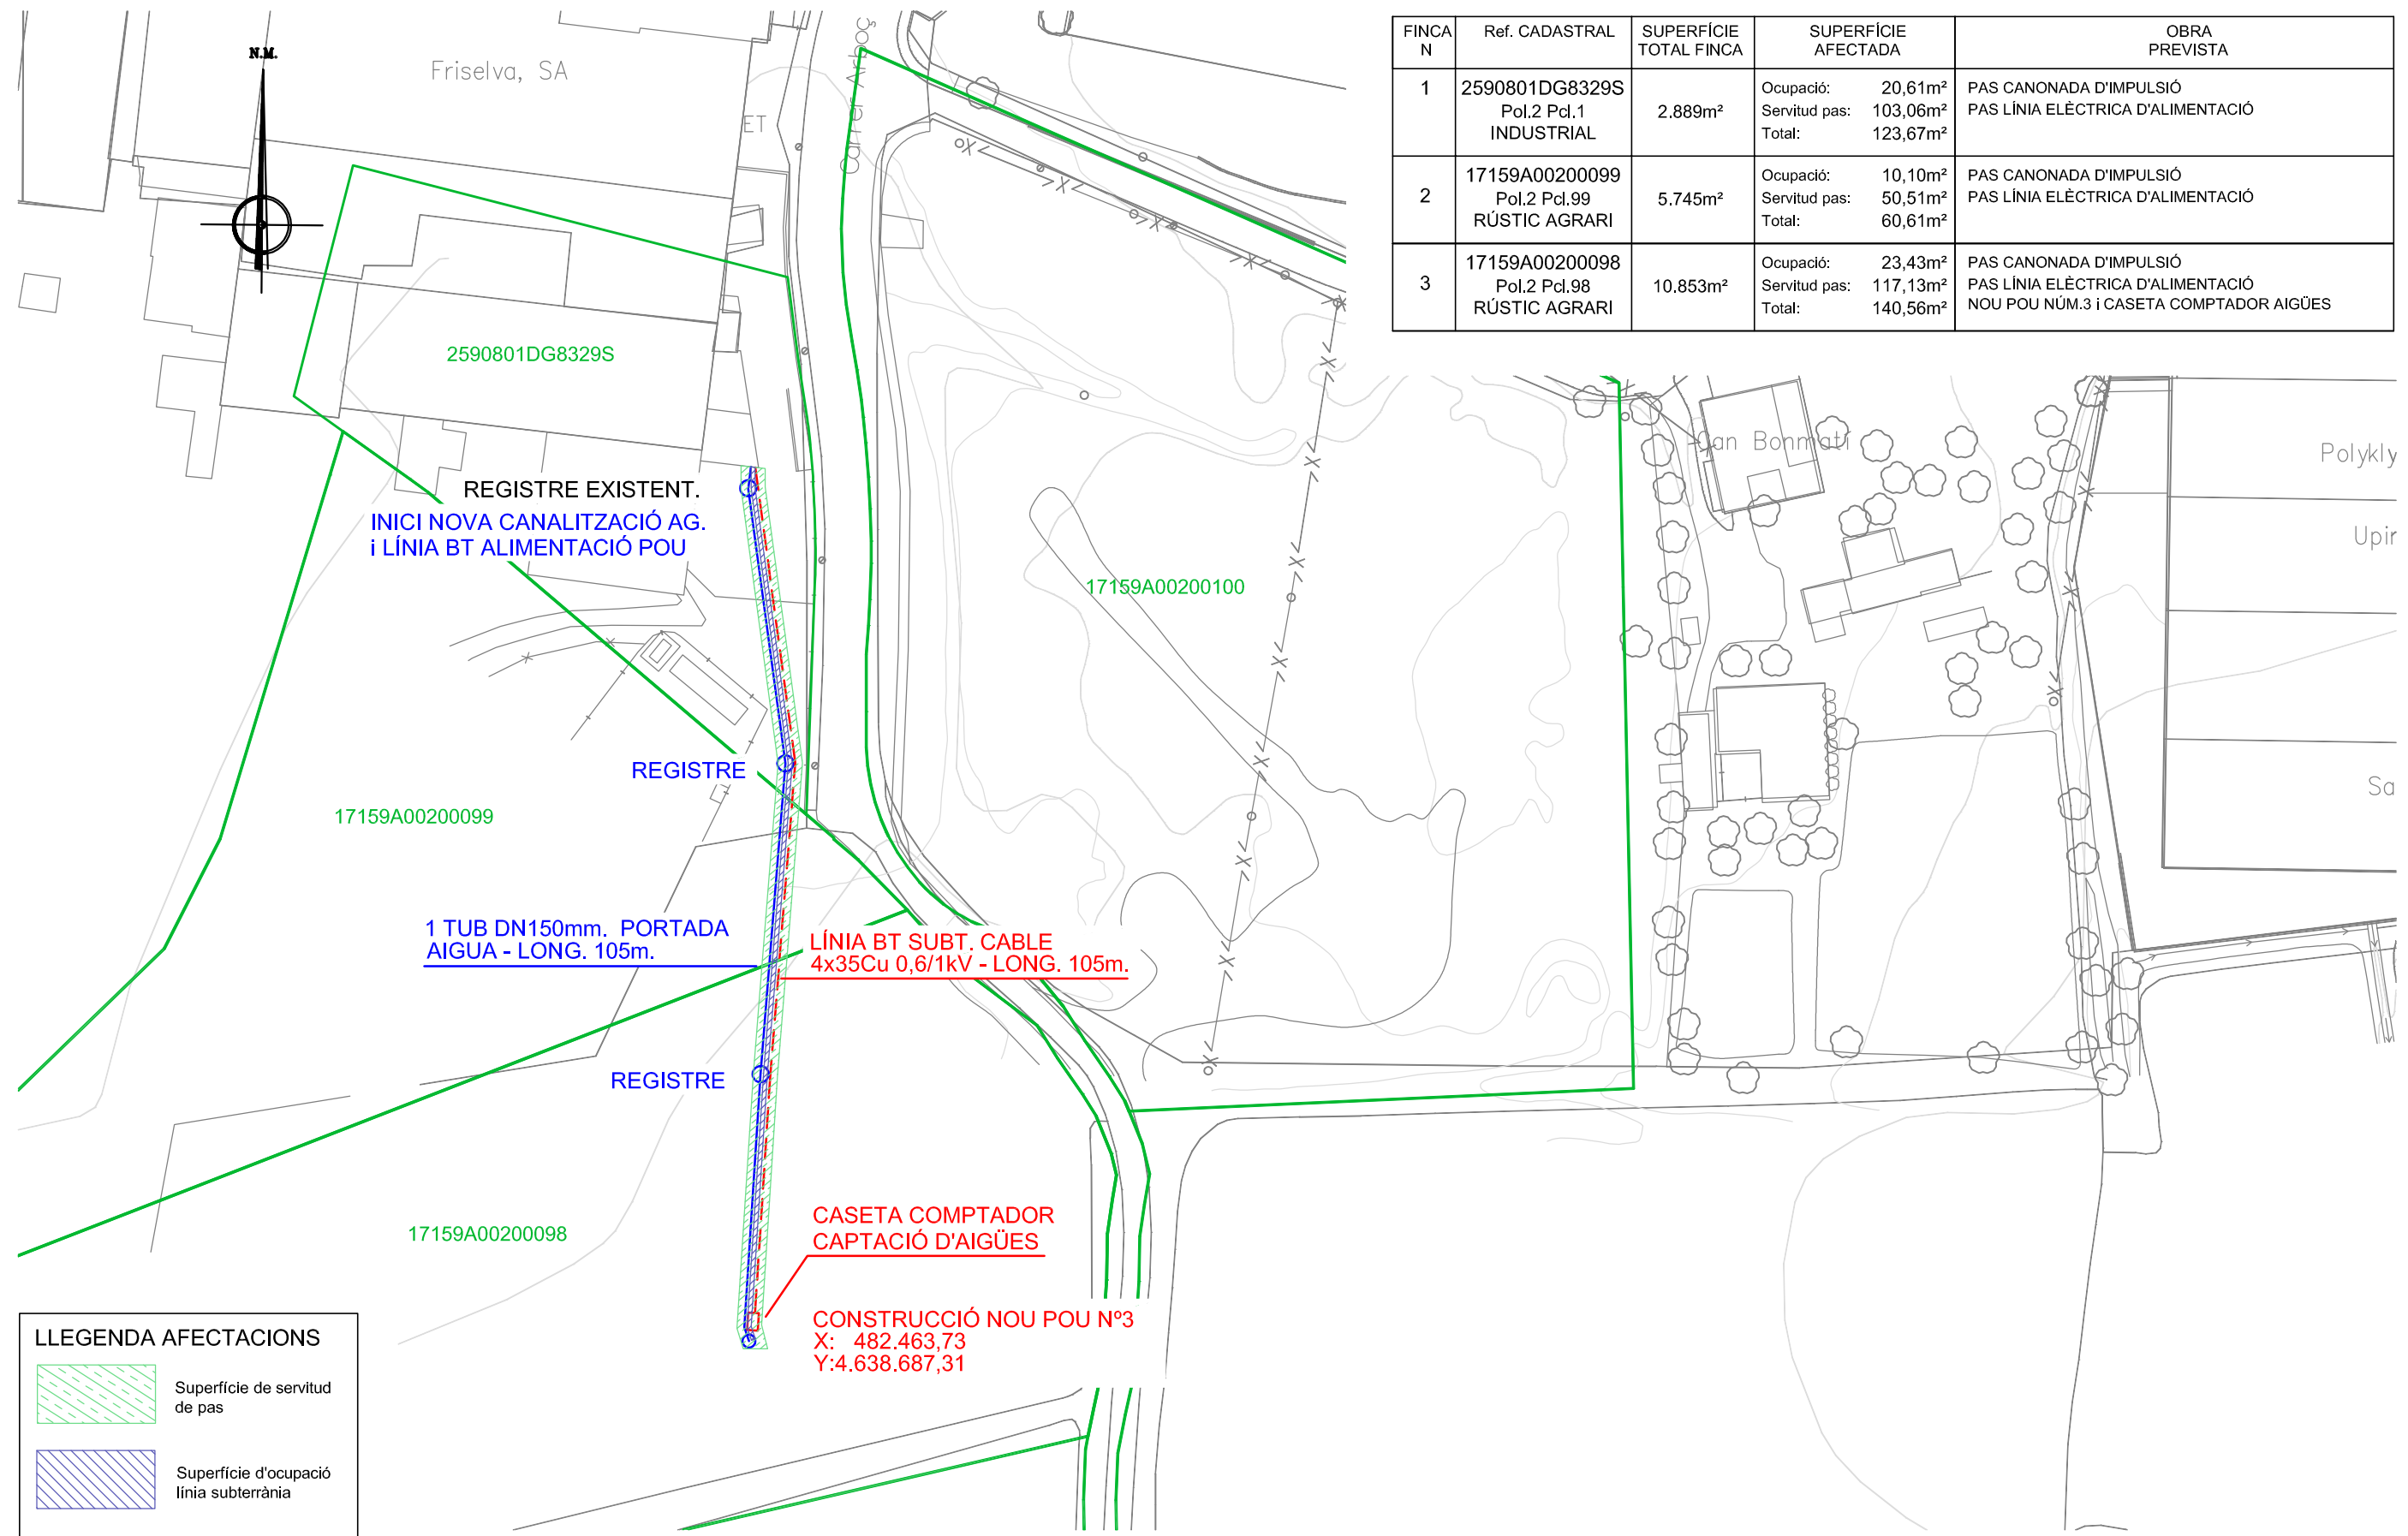 FINCA N	Ref. CADASTRAL	SUPERFÍCIE TOTAL FINCA	SUPERFÍCIE AFECTADA	OBRA PREVISTA
1
2590801DG8329S
Pol.2 Pcl.1
INDUSTRIAL
2.889m²
Ocupació: 20,61m²
Servitud pas: 103,06m²
Total: 123,67m²
PAS CANONADA D'IMPULSIÓ
PAS LÍNIA ELÈCTRICA D'ALIMENTACIÓ
2
17159A00200099
Pol.2 Pcl.99
RÚSTIC AGRARI
5.745m²
Ocupació: 10,10m²
Servitud pas: 50,51m²
Total: 60,61m²
PAS CANONADA D'IMPULSIÓ
PAS LÍNIA ELÈCTRICA D'ALIMENTACIÓ
3
17159A00200098
Pol.2 Pcl.98
RÚSTIC AGRARI
10.853m²
Ocupació: 23,43m²
Servitud pas: 117,13m²
Total: 140,56m²
PAS CANONADA D'IMPULSIÓ
PAS LÍNIA ELÈCTRICA D'ALIMENTACIÓ
NOU POU NÚM.3 i CASETA COMPTADOR AIGÜES
N.M.
Friselva, SA
Carrer Arboç
ET
2590801DG8329S
Can Bonmatí
Polykly
Upir
Sa
REGISTRE EXISTENT.
INICI NOVA CANALITZACIÓ AG.
i LÍNIA BT ALIMENTACIÓ POU
17159A00200100
REGISTRE
17159A00200099
1 TUB DN150mm. PORTADA
AIGUA - LONG. 105m.
LÍNIA BT SUBT. CABLE
4x35Cu 0,6/1kV - LONG. 105m.
REGISTRE
17159A00200098
CASETA COMPTADOR
CAPTACIÓ D'AIGÜES
CONSTRUCCIÓ NOU POU Nº3
X: 482.463,73
Y:4.638.687,31
LLEGENDA AFECTACIONS
Superfície de servitud
de pas
Superfície d'ocupació
línia subterrània